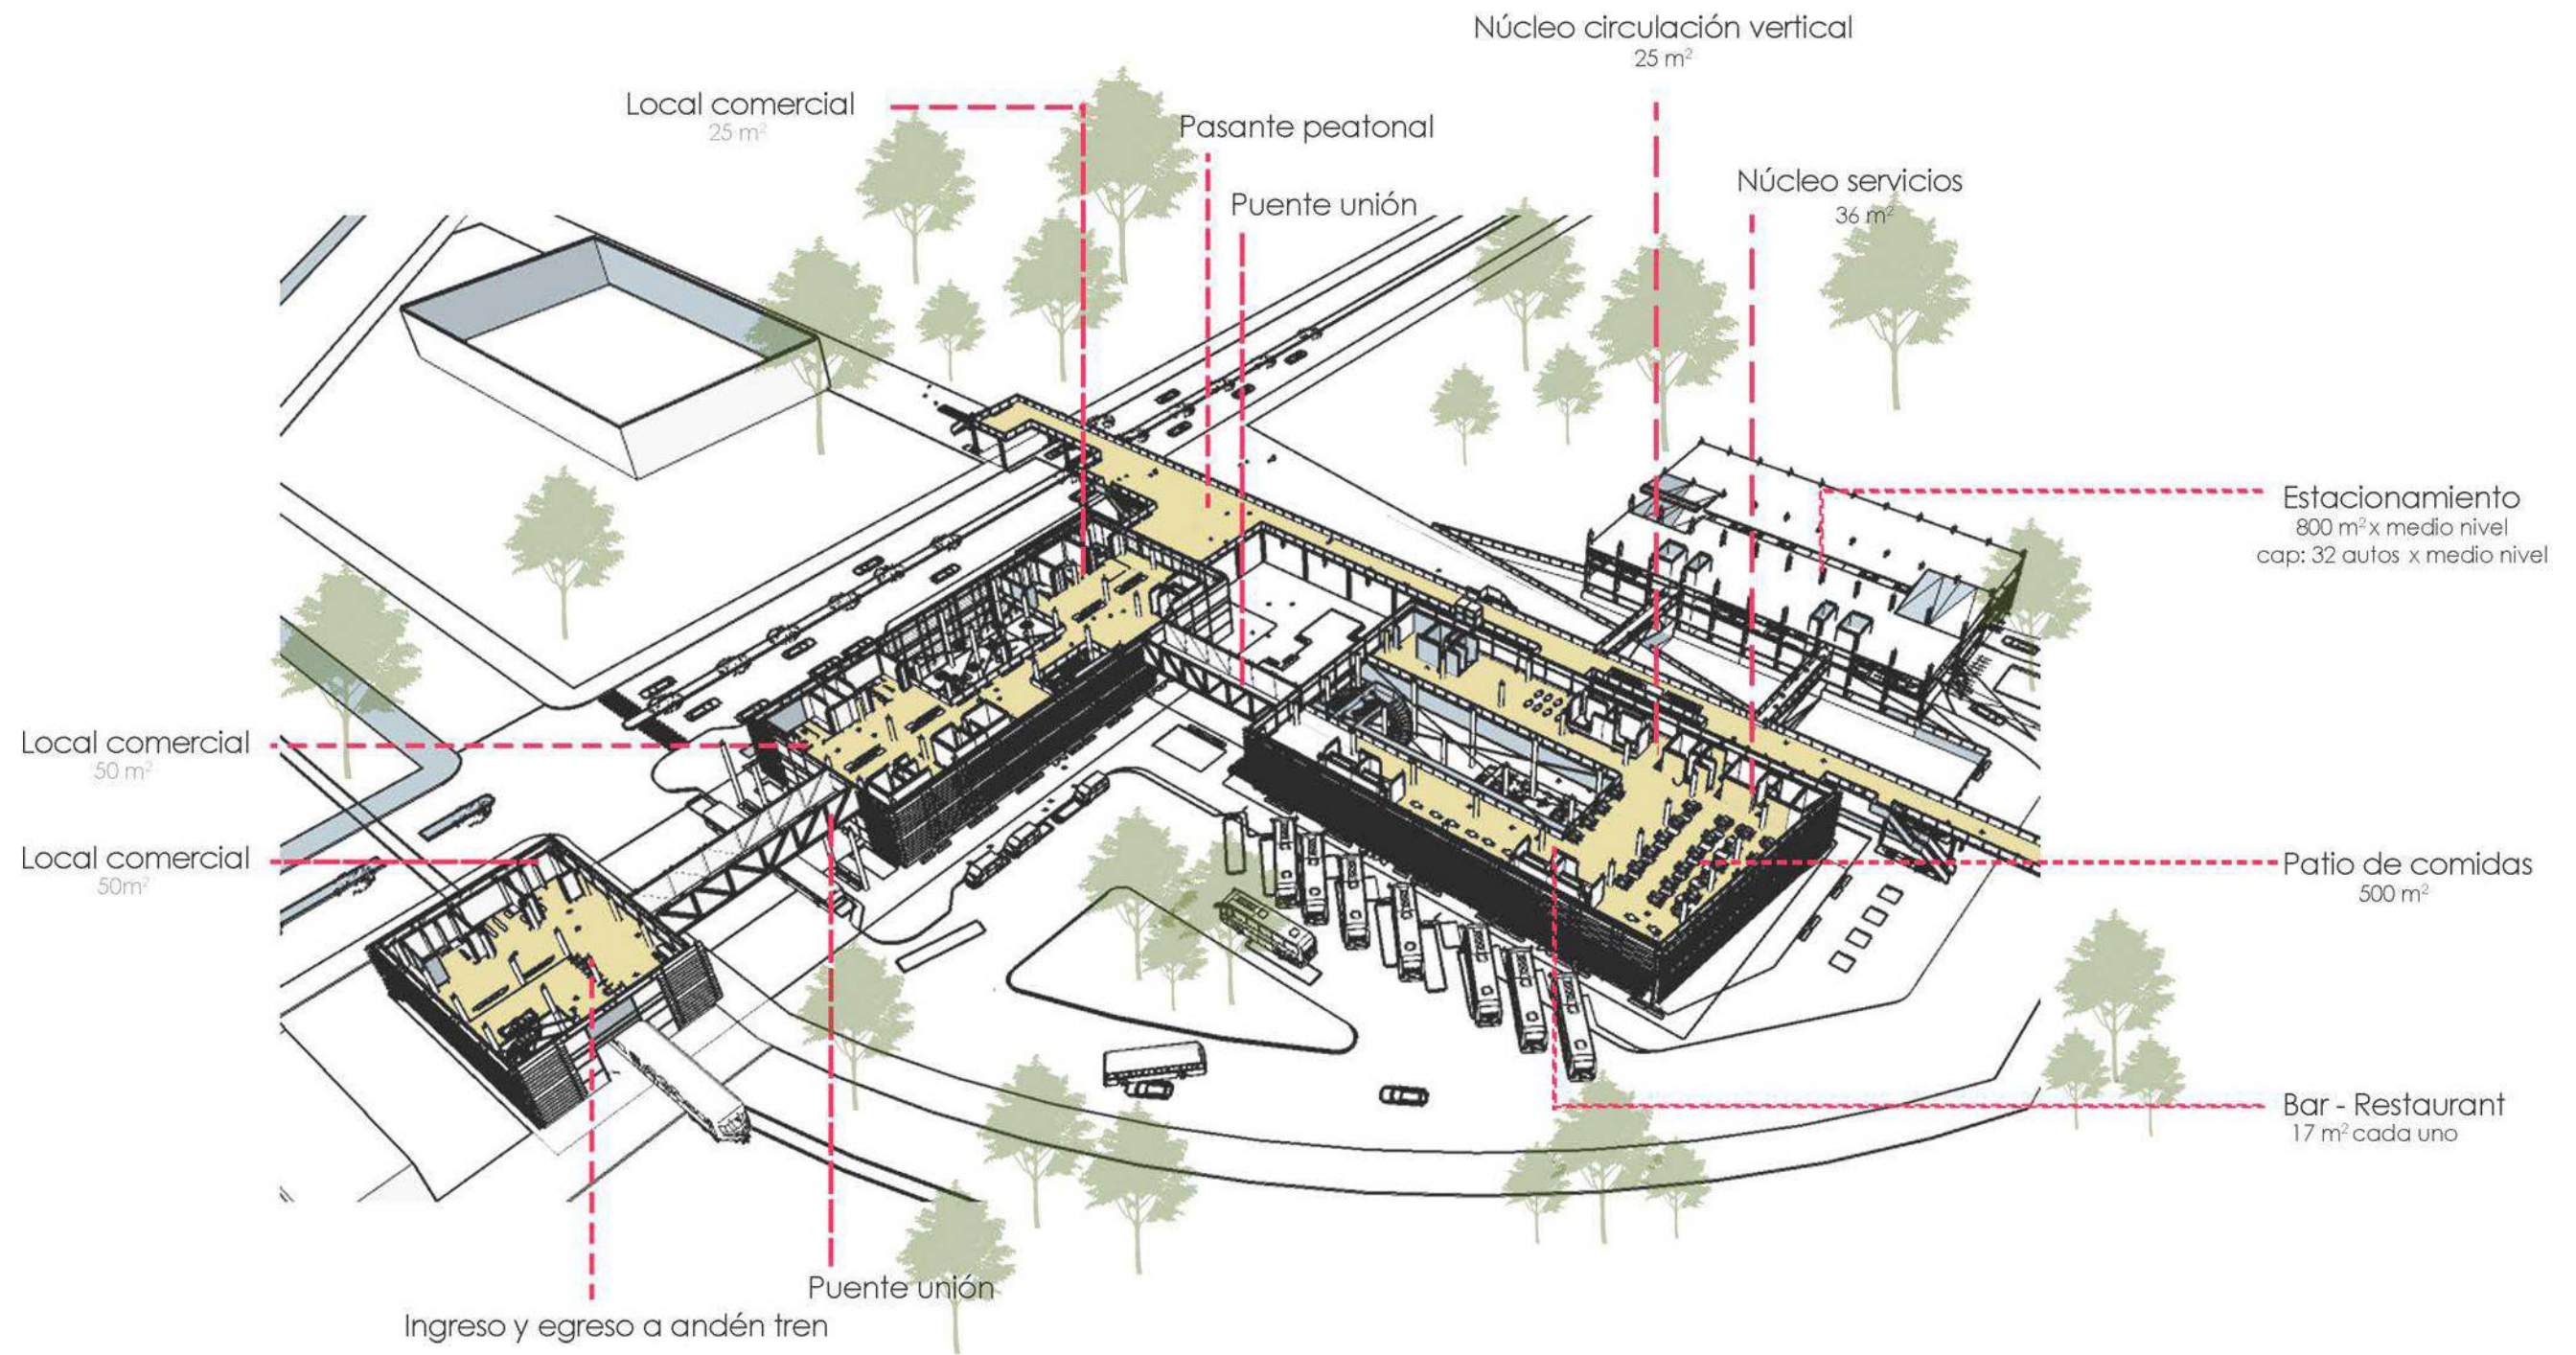 Núcleo circulación vertical
25 m²
Local comercial
25 m²
Pasante peatonal
Núcleo servicios
36 m²
Puente unión
Estacionamiento
800 m² x medio nivel
cap: 32 autos x medio nivel
Local comercial
50 m²
Local comercial
50m²
Patio de comidas
500 m²
Bar - Restaurant
17 m² cada uno
Puente unión
Ingreso y egreso a andén tren